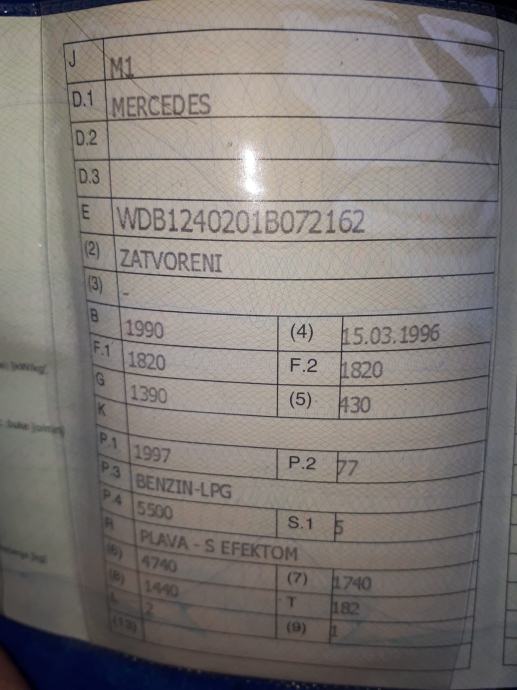 J M1
D.1 MERCEDES
D.2
D.3
E WDB1240201B072162
(2) ZATVORENI
(3) -
B 1990 (4) 15.03.1996
F.1 1820 F.2 1820
G 1390 (5) 430
K
P.1 1997 P.2 77
P.3 BENZIN-LPG
P.4 5500 S.1 5
R PLAVA - S EFEKTOM
(6) 4740 (7) 1740
(8) 1440 T 182
L 2 (9) 1
(13)